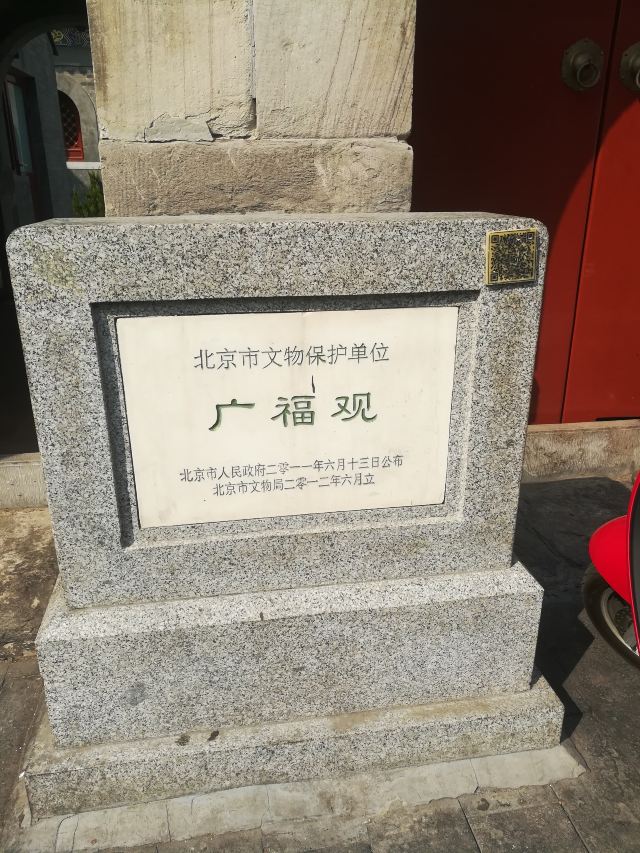 北京市文物保护单位
广福观
北京市人民政府二零一一年六月十三日公布
北京市文物局二零一二年六月立